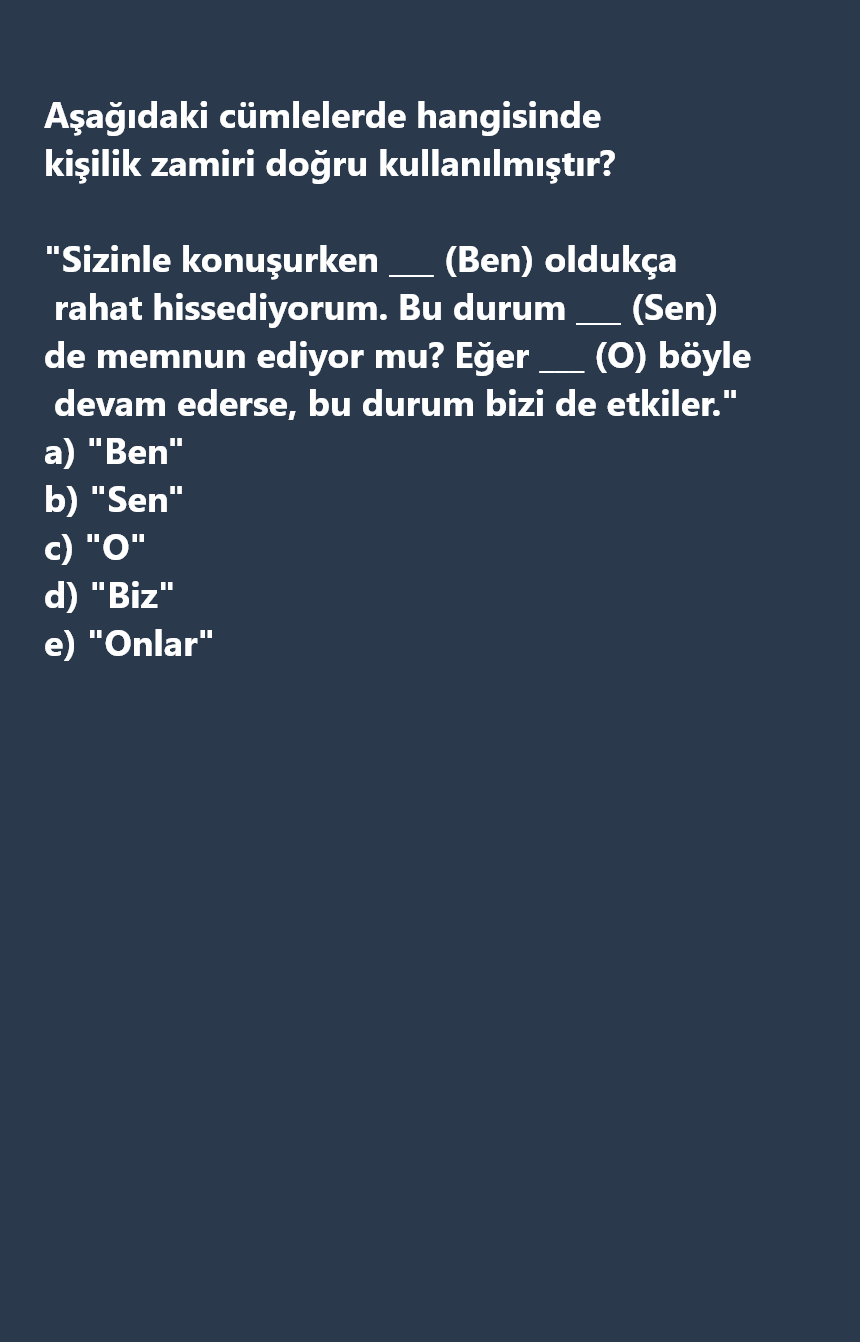 Aşağıdaki cümlelerde hangisinde
kişilik zamiri doğru kullanılmıştır?
"Sizinle konuşurken ___ (Ben) oldukça
rahat hissediyorum. Bu durum ___ (Sen)
de memnun ediyor mu? Eğer ___ (O) böyle
devam ederse, bu durum bizi de etkiler."
a) "Ben"
b) "Sen"
c) "O"
d) "Biz"
e) "Onlar"